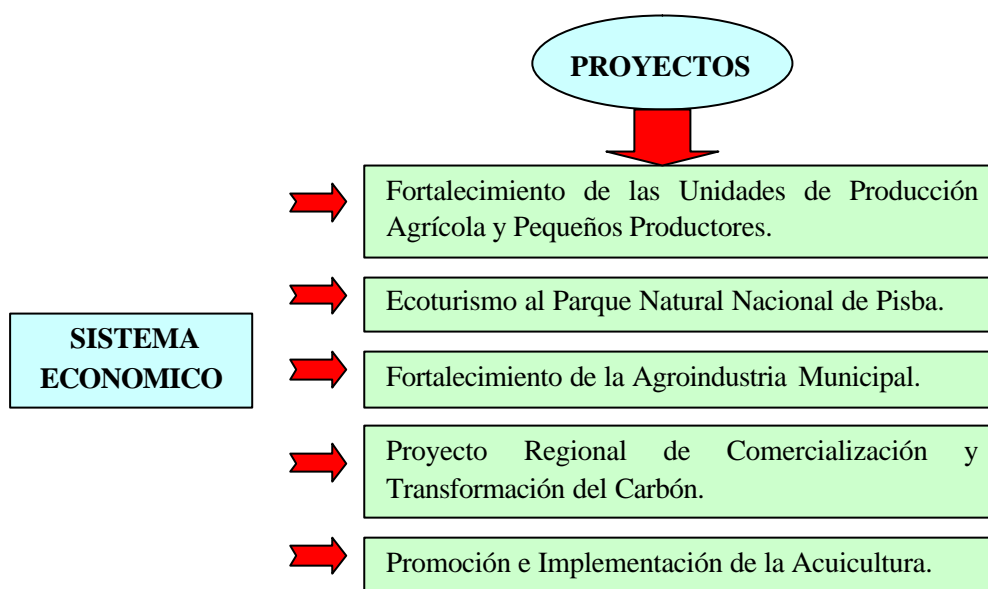 PROYECTOS
Fortalecimiento de las Unidades de Producción
Agrícola y Pequeños Productores.
Ecoturismo al Parque Natural Nacional de Pisba.
SISTEMA
ECONOMICO
Fortalecimiento de la Agroindustria Municipal.
Proyecto Regional de Comercialización y
Transformación del Carbón.
Promoción e Implementación de la Acuicultura.